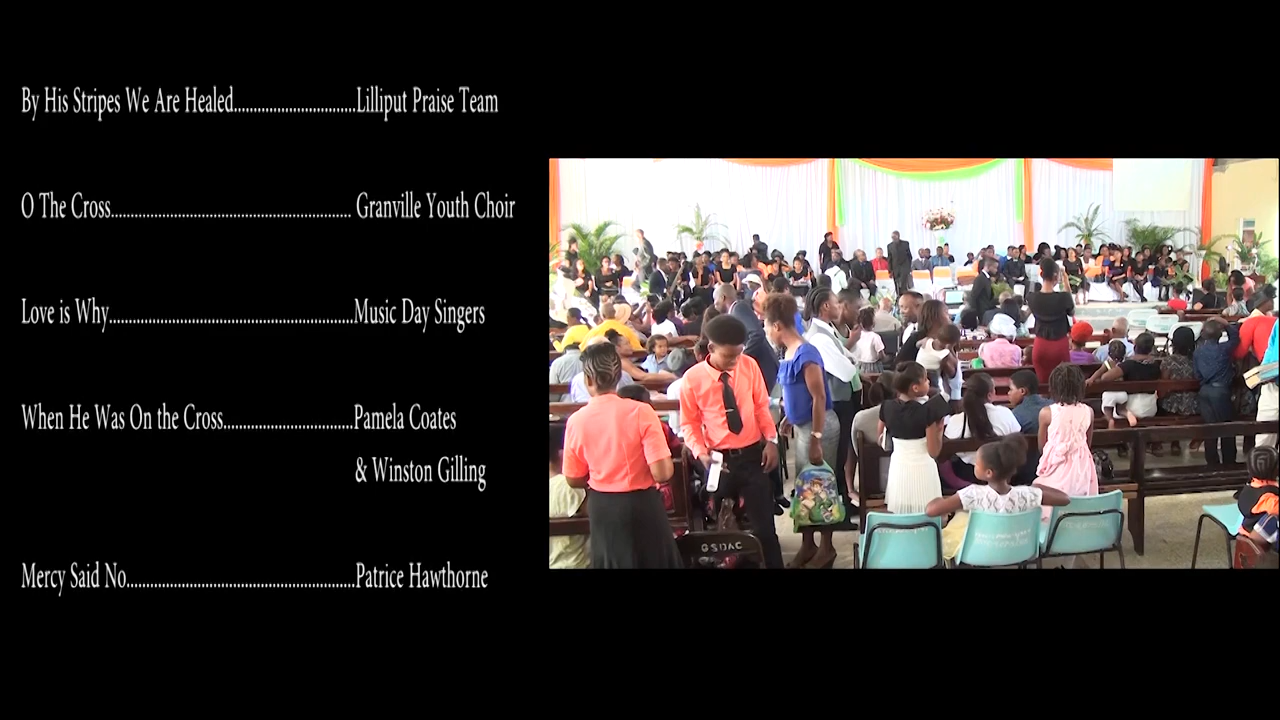 By His Stripes We Are Healed...............................Lilliput Praise Team
O The Cross............................................................. Granville Youth Choir
Love is Why..............................................................Music Day Singers
When He Was On the Cross.................................Pamela Coates
& Winston Gilling
Mercy Said No..........................................................Patrice Hawthorne
GSDAC